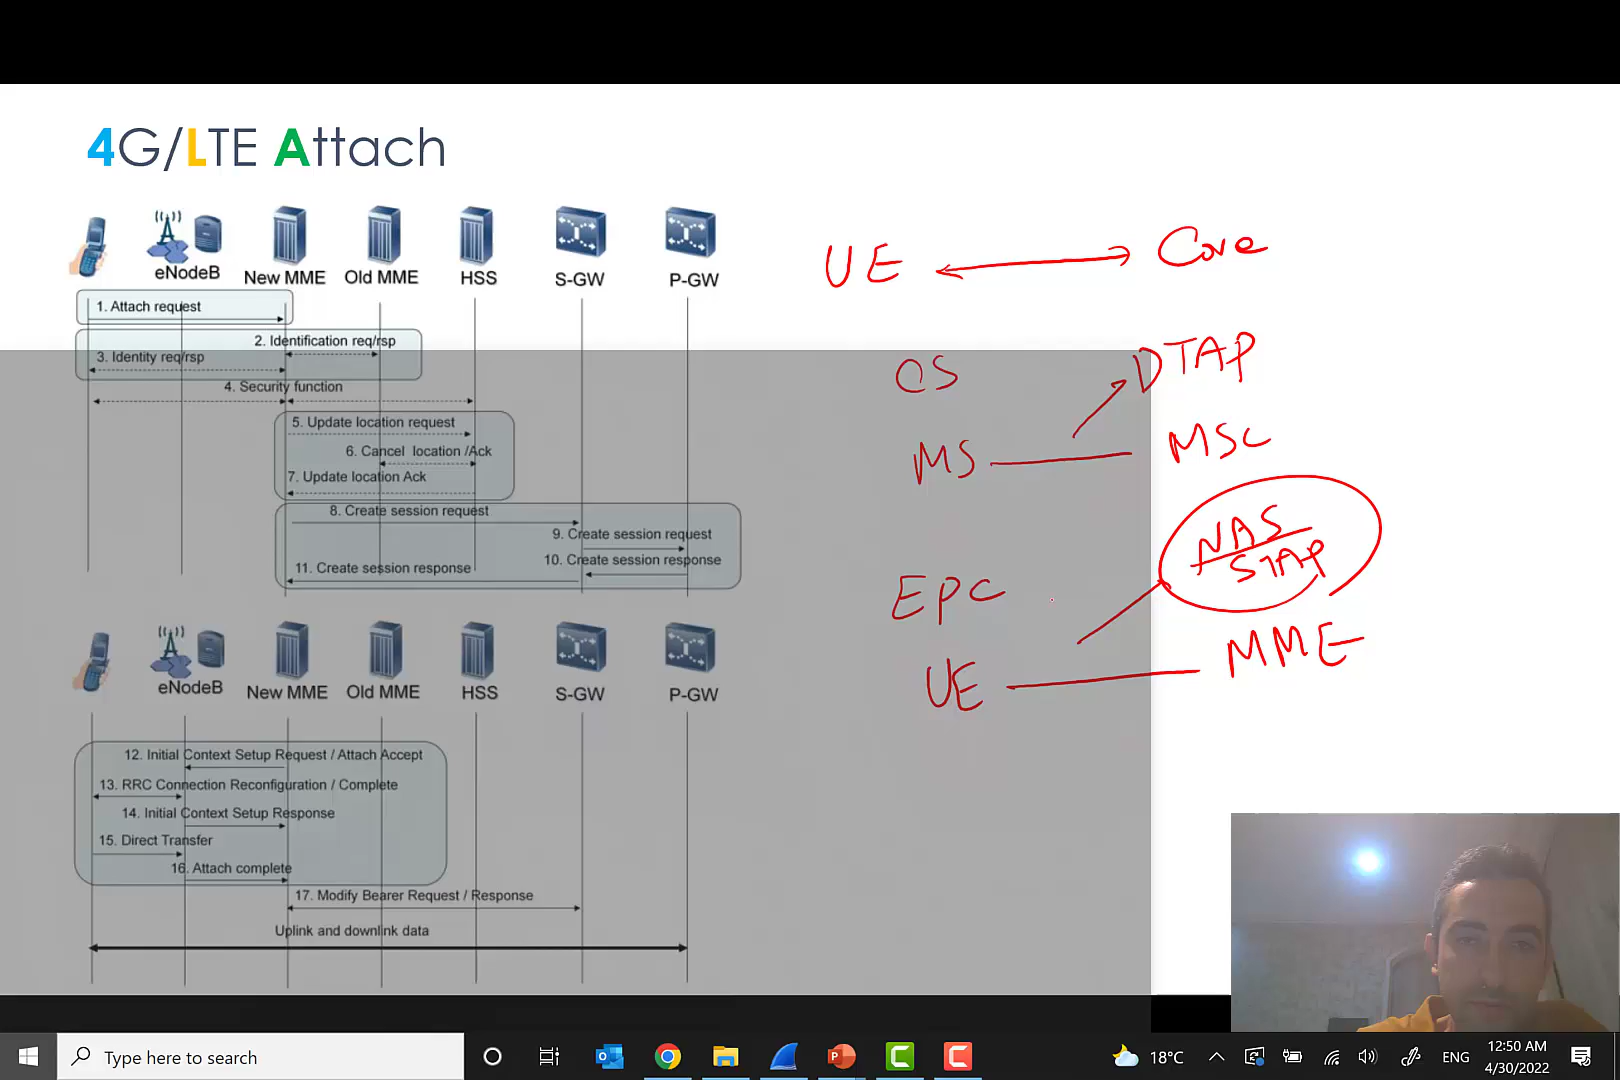 4G/LTE Attach
eNodeB
New MME
Old MME
HSS
S-GW
P-GW
1. Attach request
2. Identification req/rsp
3. Identity req/rsp
4. Security function
5. Update location request
6. Cancel location /Ack
7. Update location Ack
8. Create session request
9. Create session request
10. Create session response
11. Create session response
eNodeB
New MME
Old MME
HSS
S-GW
P-GW
12. Initial Context Setup Request / Attach Accept
13. RRC Connection Reconfiguration / Complete
14. Initial Context Setup Response
15. Direct Transfer
16. Attach complete
17. Modify Bearer Request / Response
Uplink and downlink data
UE
Core
CS
DTAP
MS
MSC
NAS
STAP
EPC
MME
UE
Type here to search
18°C
ENG
12:50 AM
4/30/2022